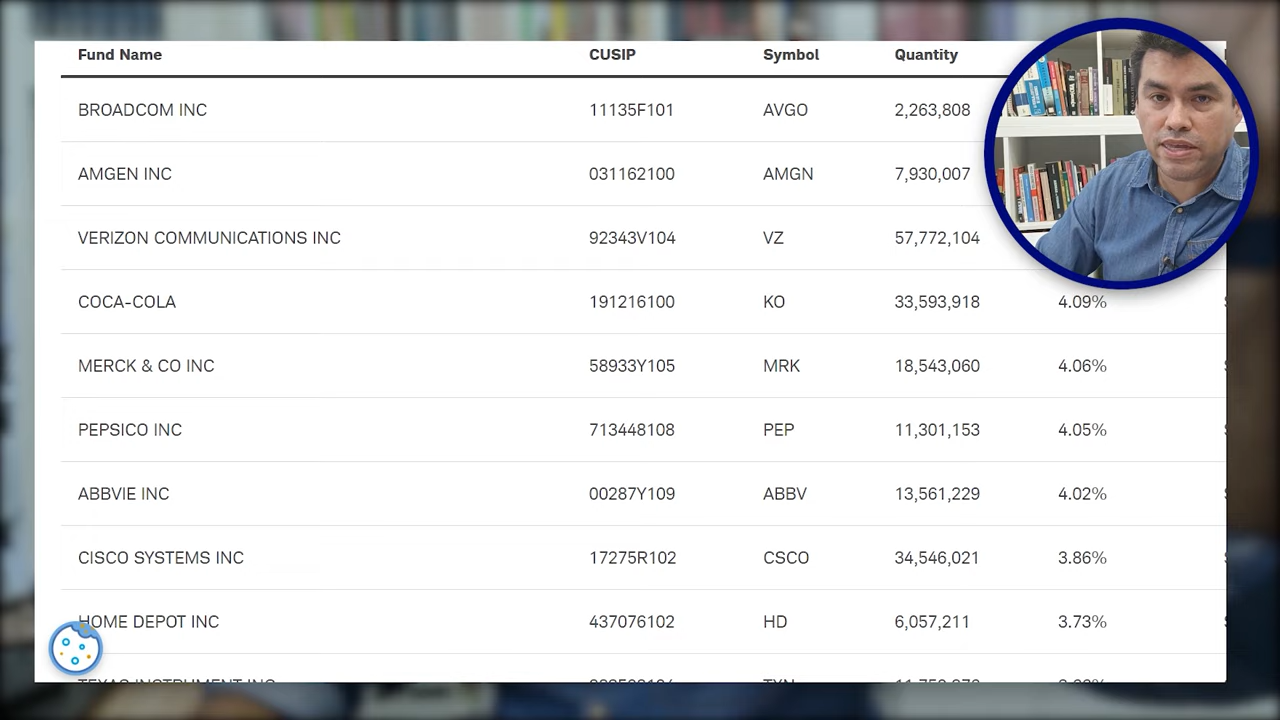 Fund Name CUSIP Symbol Quantity
BROADCOM INC 11135F101 AVGO 2,263,808
AMGEN INC 031162100 AMGN 7,930,007
VERIZON COMMUNICATIONS INC 92343V104 VZ 57,772,104
COCA-COLA 191216100 KO 33,593,918 4.09%
MERCK & CO INC 58933Y105 MRK 18,543,060 4.06%
PEPSICO INC 713448108 PEP 11,301,153 4.05%
ABBVIE INC 00287Y109 ABBV 13,561,229 4.02%
CISCO SYSTEMS INC 17275R102 CSCO 34,546,021 3.86%
HOME DEPOT INC 437076102 HD 6,057,211 3.73%
TEXAS INSTRUMENT INC TXN